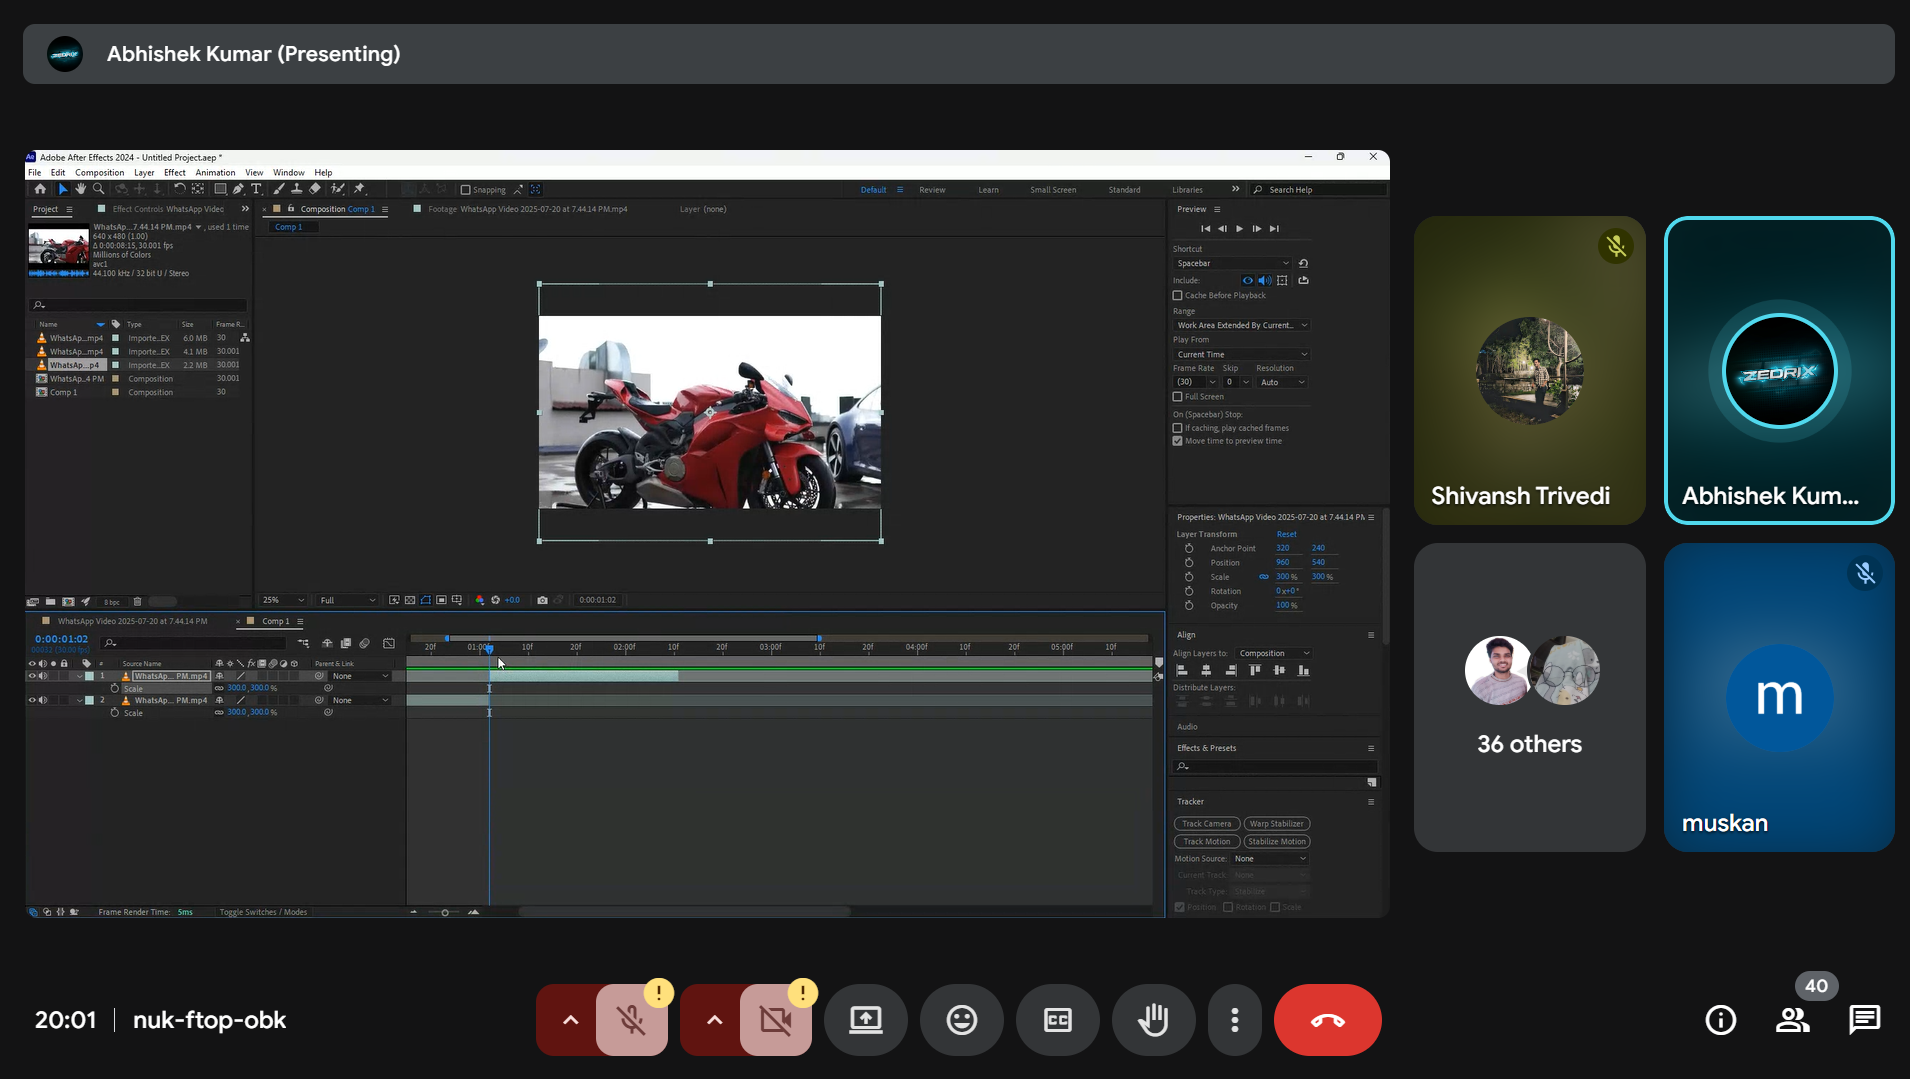 Abhishek Kumar (Presenting)
Adobe After Effects 2024 - Untitled Project.aep *
File Edit Composition Layer Effect Animation View Window Help
Snapping
Default Review Learn Small Screen Standard Libraries Search Help
Project Effect Controls WhatsApp Video
Composition Comp 1 Footage WhatsApp Video 2025-07-20 at 7.44.14 PM.mp4 Layer (none)
Comp 1
WhatsAp...7.44.14 PM.mp4 , used 1 time
640 x 480 (1.00)
Δ 0:00:08:15, 30.001 fps
Millions of Colors
avc1
44.100 kHz / 32 bit U / Stereo
Name Type Size Frame R...
WhatsAp...mp4 Importe...EX 6.0 MB 30
WhatsAp...mp4 Importe...EX 4.1 MB 30.001
WhatsAp...p4 Importe...EX 2.2 MB 30.001
WhatsAp...4 PM Composition 30.001
Comp 1 Composition 30
8 bpc
25% Full +0.0 0:00:01:02
Preview
Shortcut
Spacebar
Include:
Cache Before Playback
Range
Work Area Extended By Current...
Play From
Current Time
Frame Rate Skip Resolution
(30) 0 Auto
Full Screen
On (Spacebar) Stop:
If caching, play cached frames
Move time to preview time
Properties: WhatsApp Video 2025-07-20 at 7.44.14 PM
Layer Transform Reset
Anchor Point 320 240
Position 960 540
Scale 300 % 300 %
Rotation 0 x+0 °
Opacity 100 %
Align
Align Layers to: Composition
Distribute Layers:
Audio
Effects & Presets
Tracker
Track Camera Warp Stabilizer
Track Motion Stabilize Motion
Motion Source: None
Current Track: None
Track Type: Stabilize
Position Rotation Scale
WhatsApp Video 2025-07-20 at 7.44.14 PM Comp 1
0:00:01:02
00032 (30.00 fps)
20f 01:00f 10f 20f 02:00f 10f 20f 03:00f 10f 20f 04:00f 10f 20f 05:00f 10f
# Source Name Parent & Link
1 WhatsAp... PM.mp4 None
Scale 300.0,300.0 %
2 WhatsAp... PM.mp4 None
Scale 300.0,300.0 %
Frame Render Time: 5ms Toggle Switches / Modes
ZEDRIX
Shivansh Trivedi
Abhishek Kum...
36 others
m
muskan
20:01 | nuk-ftop-obk
CC
40